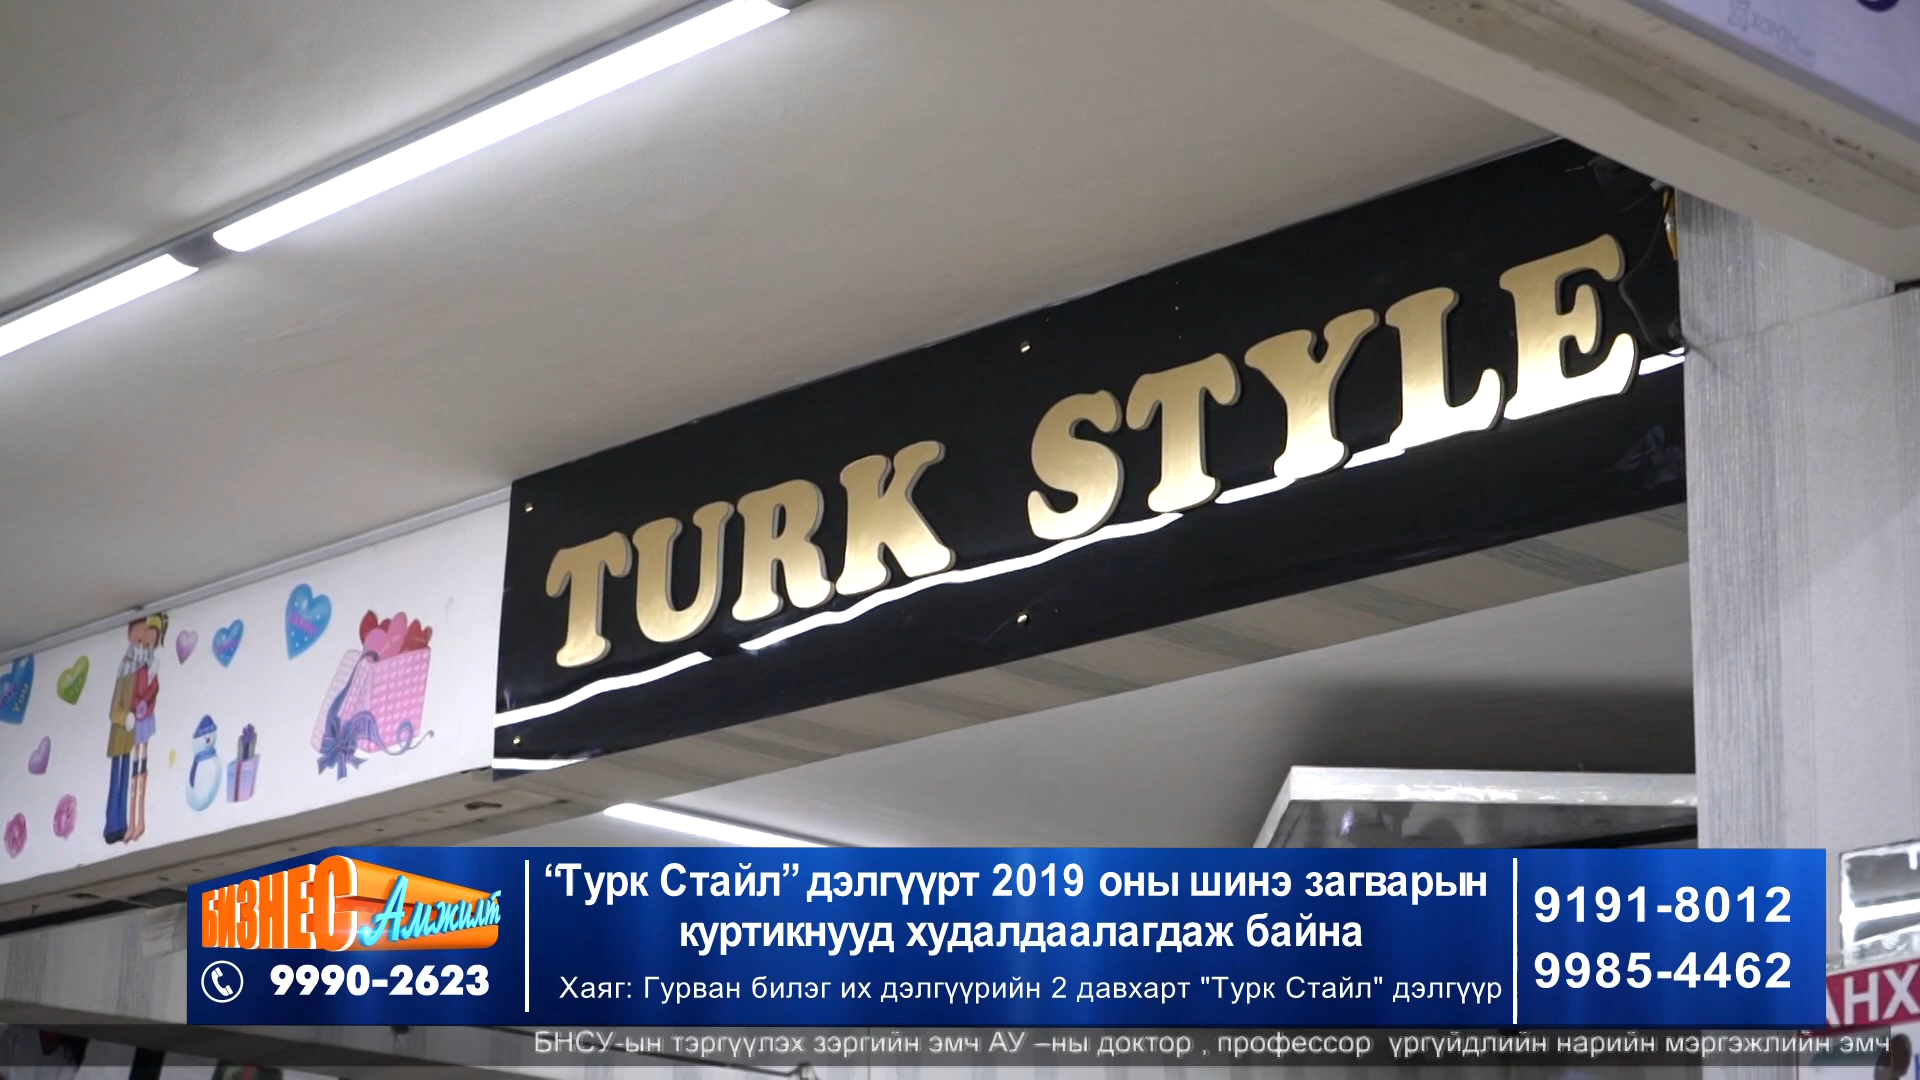 TURK STYLE
БИЗНЕС Амжилт
9990-2623
“Турк Стайл” дэлгүүрт 2019 оны шинэ загварын
куртикнууд худалдаалагдаж байна
Хаяг: Гурван билэг их дэлгүүрийн 2 давхарт "Турк Стайл" дэлгүүр
9191-8012
9985-4462
АНХ
БНСУ-ын тэргүүлэх зэргийн эмч АУ –ны доктор , профессор үргүйдлийн нарийн мэргэжлийн эмч